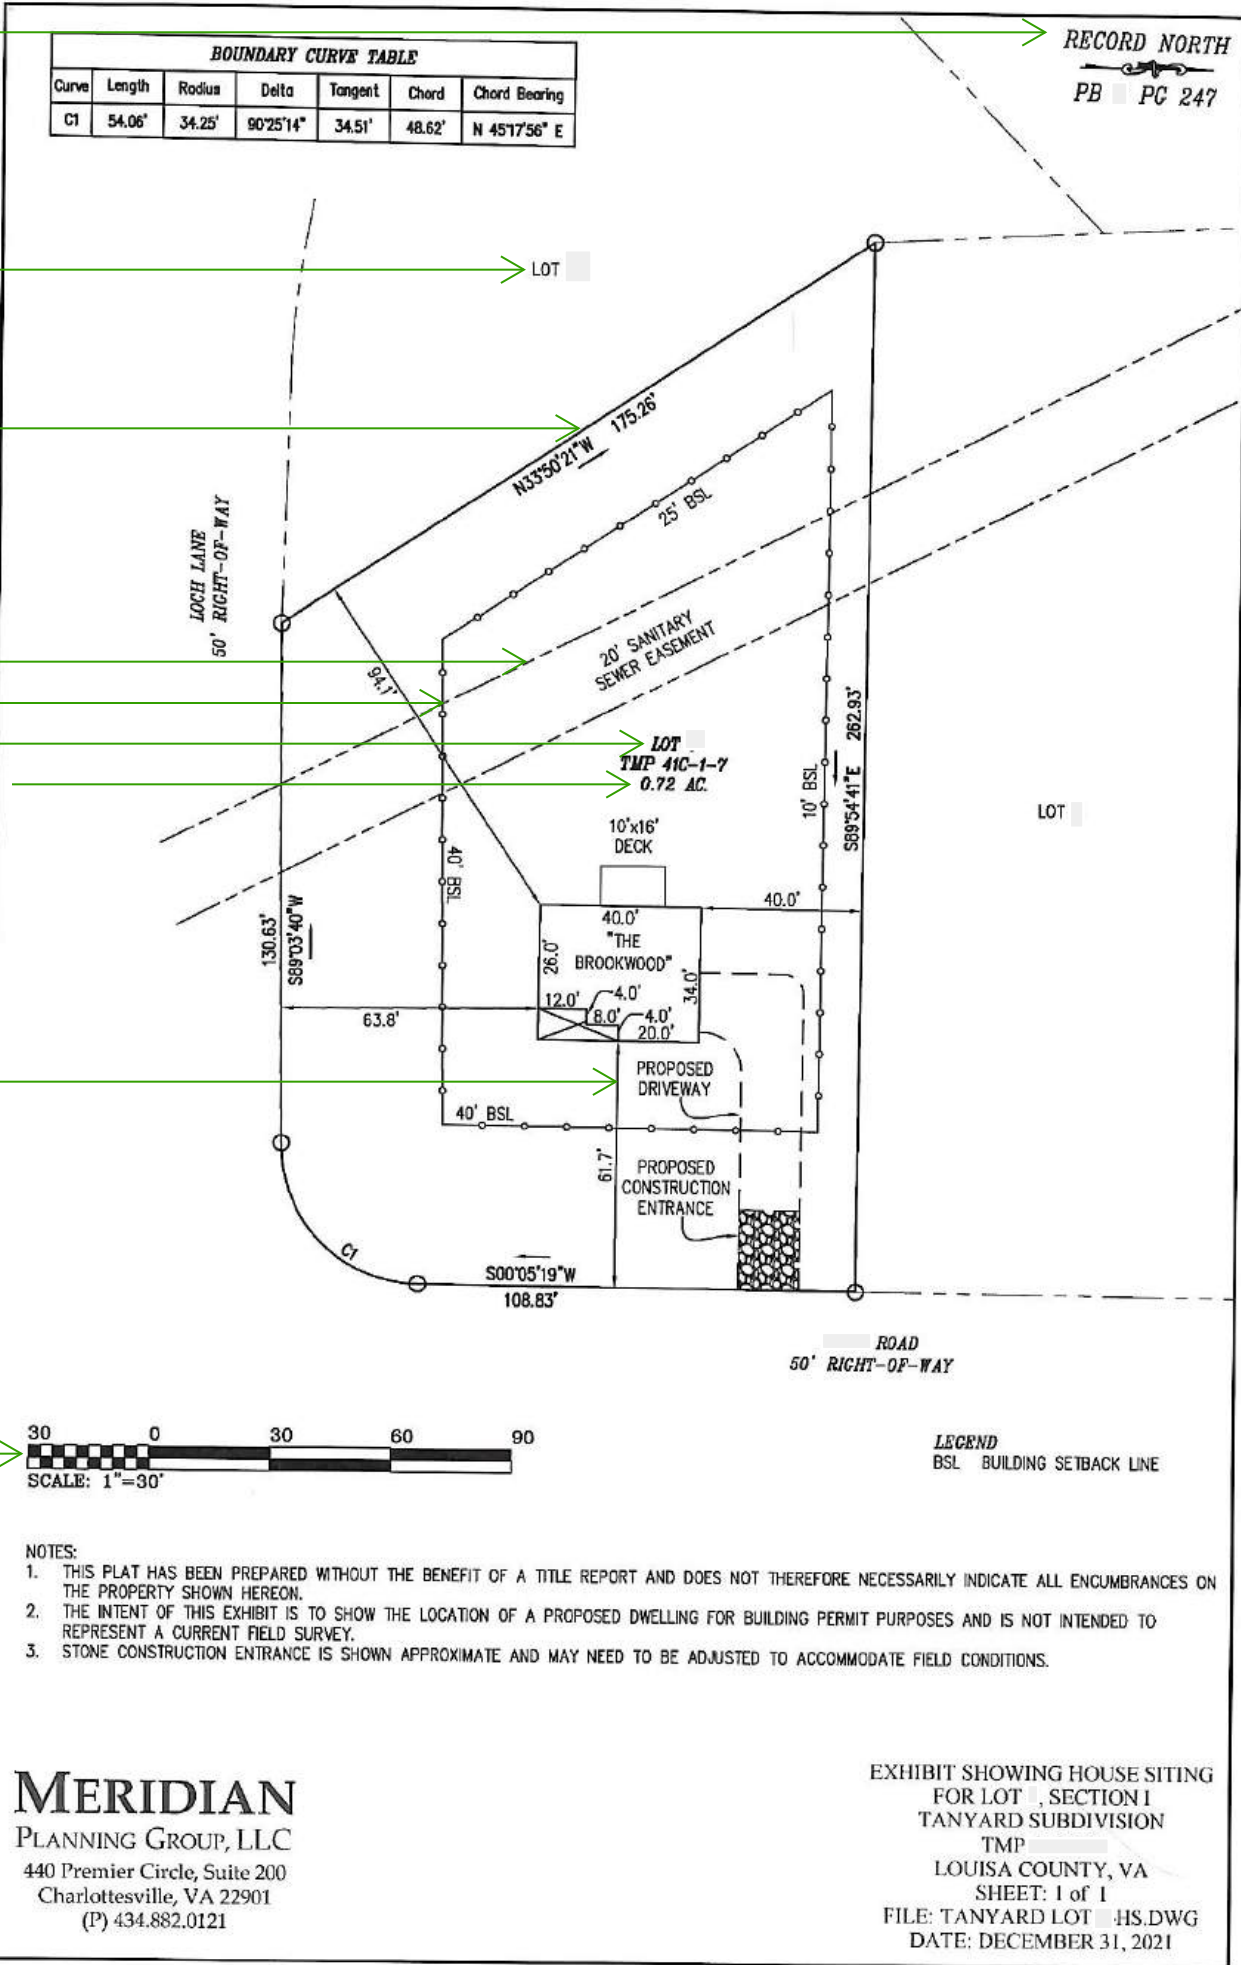 BOUNDARY CURVE TABLE
Curve Length Radius Delta Tangent Chord Chord Bearing
C1 54.06' 34.25' 90°25'14" 34.51' 48.62' N 45°17'56" E
RECORD NORTH
PB PG 247
LOT
N33°50'21"W 175.26'
25' BSL
LOCH LANE
50' RIGHT-OF-WAY
20' SANITARY
SEWER EASEMENT
94.1'
LOT
TMP 41C-1-7
0.72 AC.
10' BSL
S89°54'41"E 262.93'
LOT
10'x16'
DECK
40' BSL
40.0'
40.0'
"THE
BROOKWOOD"
26.0'
34.0'
130.63'
S89°03'40"W
12.0'
4.0'
8.0'
4.0'
20.0'
63.8'
PROPOSED
DRIVEWAY
40' BSL
61.7'
PROPOSED
CONSTRUCTION
ENTRANCE
C1
S00°05'19"W
108.83'
ROAD
50' RIGHT-OF-WAY
30 0 30 60 90
SCALE: 1"=30'
LEGEND
BSL BUILDING SETBACK LINE
NOTES:
1. THIS PLAT HAS BEEN PREPARED WITHOUT THE BENEFIT OF A TITLE REPORT AND DOES NOT THEREFORE NECESSARILY INDICATE ALL ENCUMBRANCES ON
THE PROPERTY SHOWN HEREON.
2. THE INTENT OF THIS EXHIBIT IS TO SHOW THE LOCATION OF A PROPOSED DWELLING FOR BUILDING PERMIT PURPOSES AND IS NOT INTENDED TO
REPRESENT A CURRENT FIELD SURVEY.
3. STONE CONSTRUCTION ENTRANCE IS SHOWN APPROXIMATE AND MAY NEED TO BE ADJUSTED TO ACCOMMODATE FIELD CONDITIONS.
MERIDIAN
PLANNING GROUP, LLC
440 Premier Circle, Suite 200
Charlottesville, VA 22901
(P) 434.882.0121
EXHIBIT SHOWING HOUSE SITING
FOR LOT , SECTION I
TANYARD SUBDIVISION
TMP
LOUISA COUNTY, VA
SHEET: 1 of 1
FILE: TANYARD LOT HS.DWG
DATE: DECEMBER 31, 2021